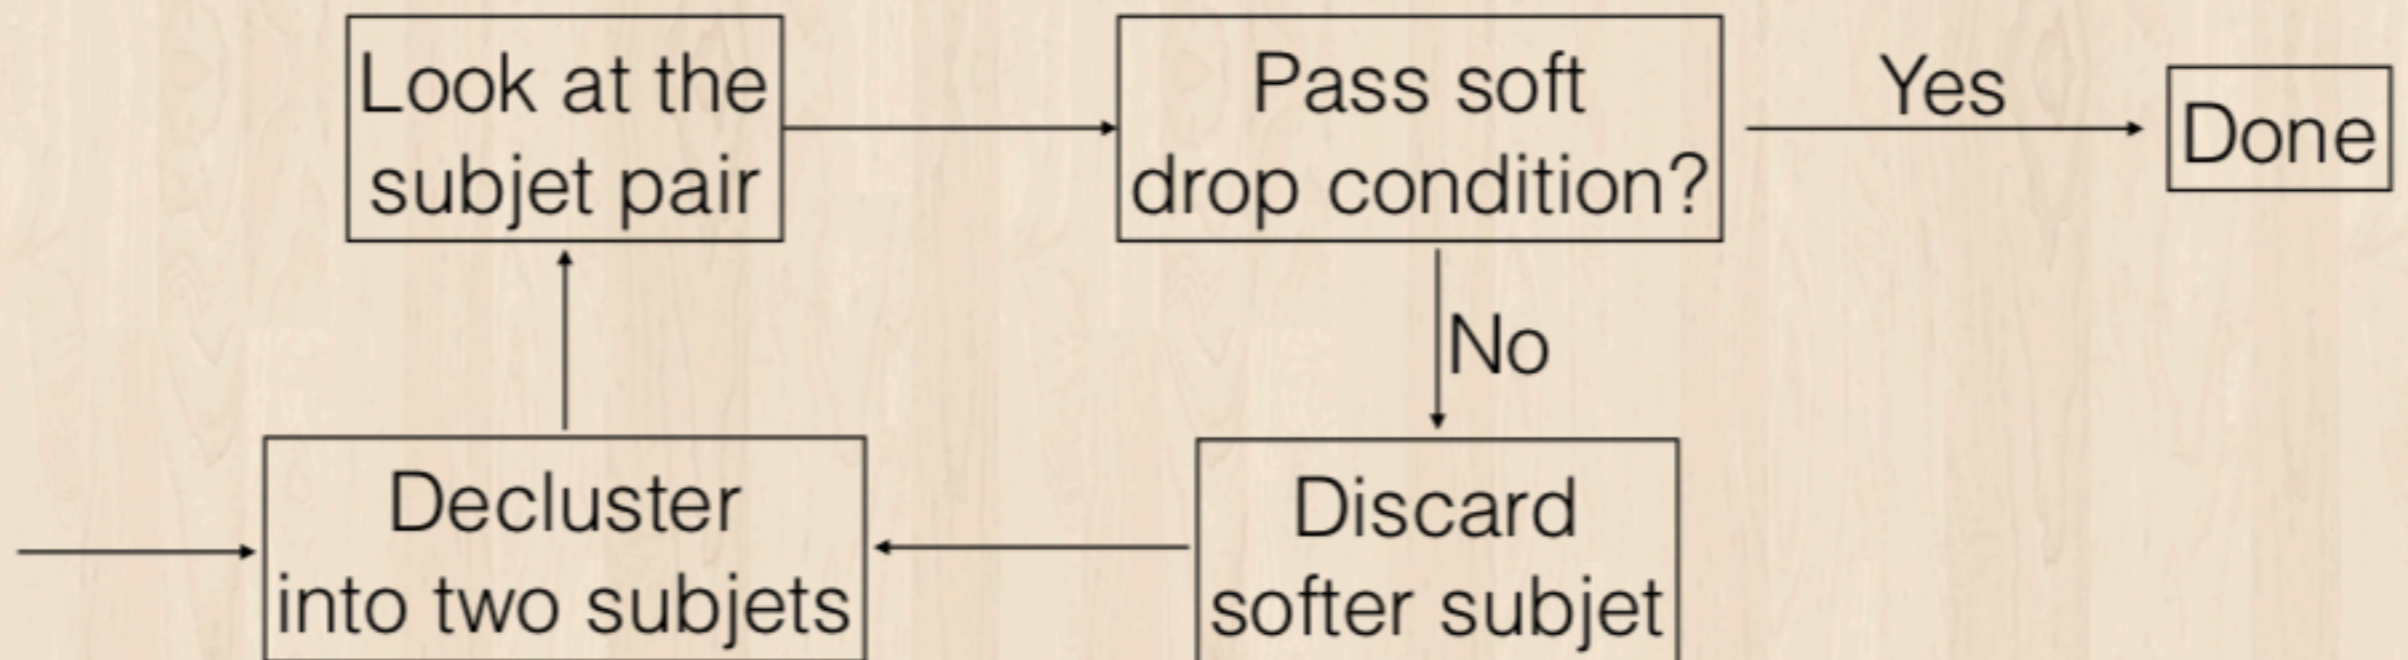 Look at the
subjet pair
Pass soft
drop condition?
Yes
Done
No
Decluster
into two subjets
Discard
softer subjet